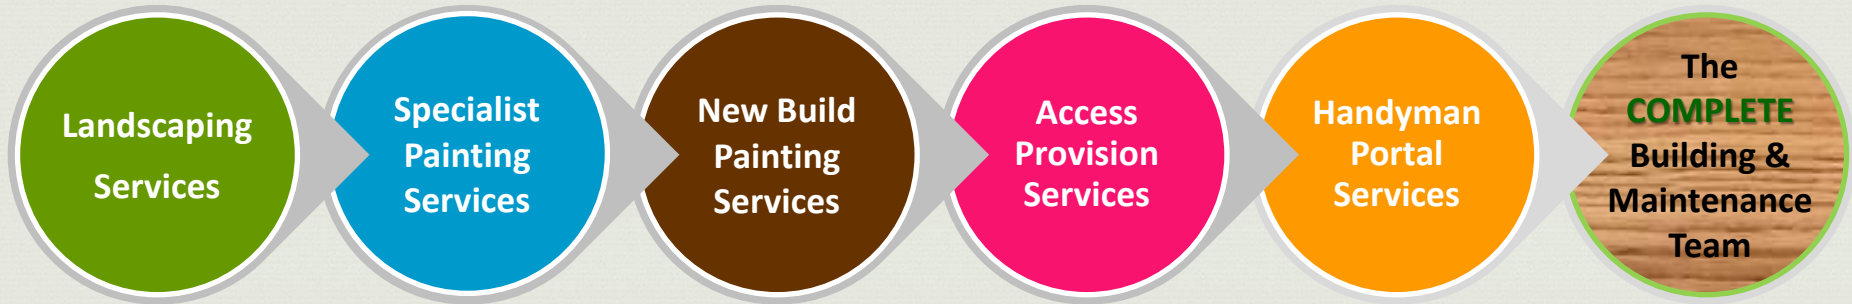 Landscaping
Services
Specialist
Painting
Services
New Build
Painting
Services
Access
Provision
Services
Handyman
Portal
Services
The
COMPLETE
Building &
Maintenance
Team